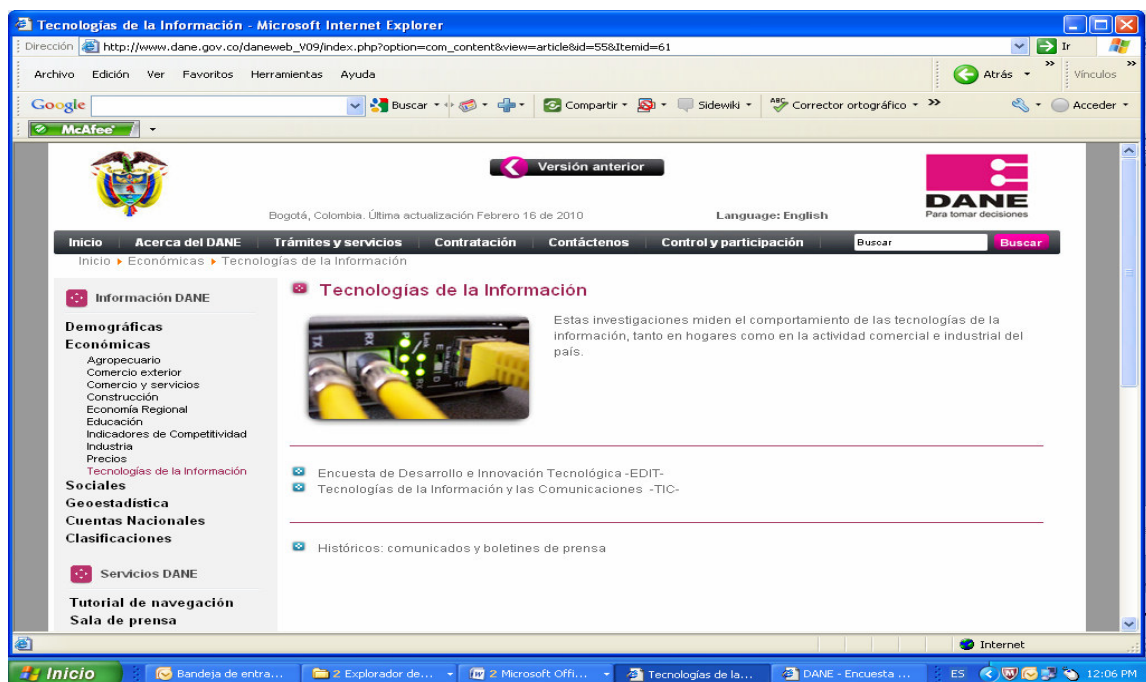 Tecnologías de la Información - Microsoft Internet Explorer
Dirección http://www.dane.gov.co/daneweb_V09/index.php?option=com_content&view=article&id=55&Itemid=61 Ir
Archivo Edición Ver Favoritos Herramientas Ayuda Atrás Vínculos
Google Buscar Compartir Sidewiki Corrector ortográfico Acceder
McAfee
Versión anterior
DANE
Para tomar decisiones
Bogotá, Colombia. Última actualización Febrero 16 de 2010 Language: English
Inicio Acerca del DANE Trámites y servicios Contratación Contáctenos Control y participación Buscar Buscar
Inicio Económicas Tecnologías de la Información
Información DANE
Demográficas
Económicas
Agropecuario
Comercio exterior
Comercio y servicios
Construcción
Economía Regional
Educación
Indicadores de Competitividad
Industria
Precios
Tecnologías de la Información
Sociales
Geoestadística
Cuentas Nacionales
Clasificaciones
Servicios DANE
Tutorial de navegación
Sala de prensa
Tecnologías de la Información
TX RX
Estas investigaciones miden el comportamiento de las tecnologías de la
información, tanto en hogares como en la actividad comercial e industrial del
país.
Encuesta de Desarrollo e Innovación Tecnológica -EDIT-
Tecnologías de la Información y las Comunicaciones -TIC-
Históricos: comunicados y boletines de prensa
Internet
Inicio Bandeja de entra... 2 Explorador de... 2 Microsoft Offi... Tecnologías de la... DANE - Encuesta ... ES 12:06 PM